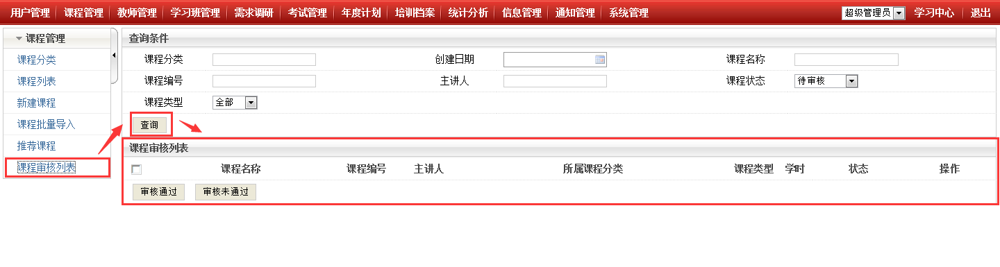 用户管理 课程管理 教师管理 学习班管理 需求调研 考试管理 年度计划 培训档案 统计分析 信息管理 通知管理 系统管理 超级管理员 学习中心 退出
课程管理
课程分类
课程列表
新建课程
课程批量导入
推荐课程
课程审核列表
查询条件
课程分类 创建日期 课程名称
课程编号 主讲人 课程状态 待审核
课程类型 全部
查询
课程审核列表
课程名称 课程编号 主讲人 所属课程分类 课程类型 学时 状态 操作
审核通过 审核未通过